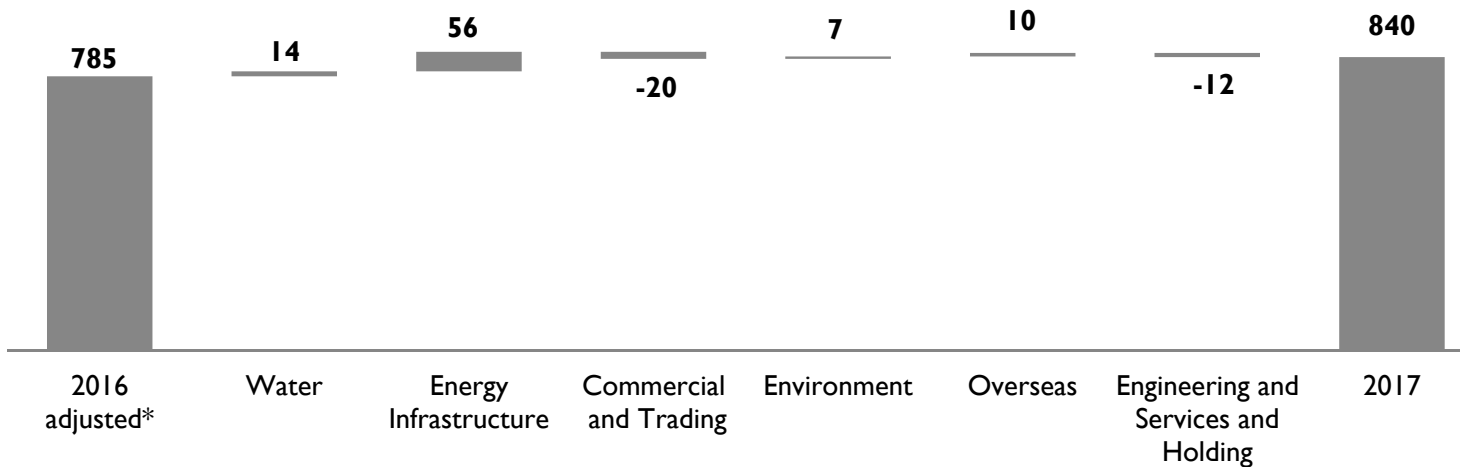 785
14
56
-20
7
10
-12
840
2016
adjusted*
Water
Energy
Infrastructure
Commercial
and Trading
Environment
Overseas
Engineering and
Services and
Holding
2017